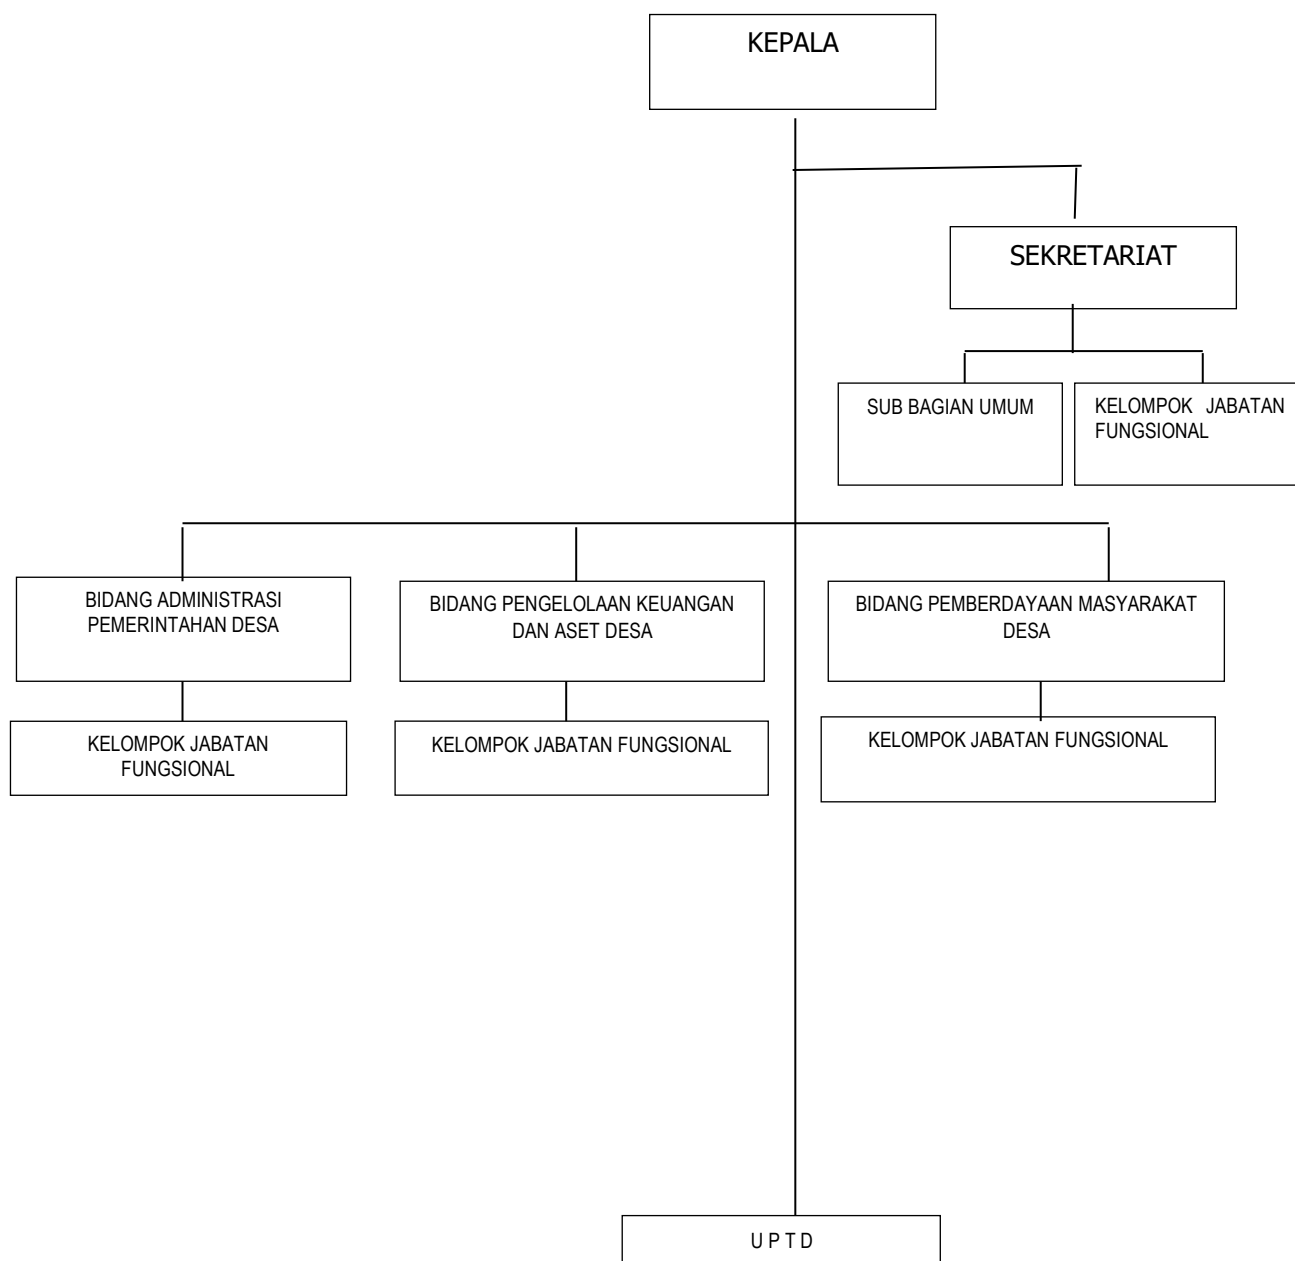 KEPALA
SEKRETARIAT
SUB BAGIAN UMUM
KELOMPOK JABATAN
FUNGSIONAL
BIDANG ADMINISTRASI
PEMERINTAHAN DESA
BIDANG PENGELOLAAN KEUANGAN
DAN ASET DESA
BIDANG PEMBERDAYAAN MASYARAKAT
DESA
KELOMPOK JABATAN
FUNGSIONAL
KELOMPOK JABATAN FUNGSIONAL
KELOMPOK JABATAN FUNGSIONAL
U P T D